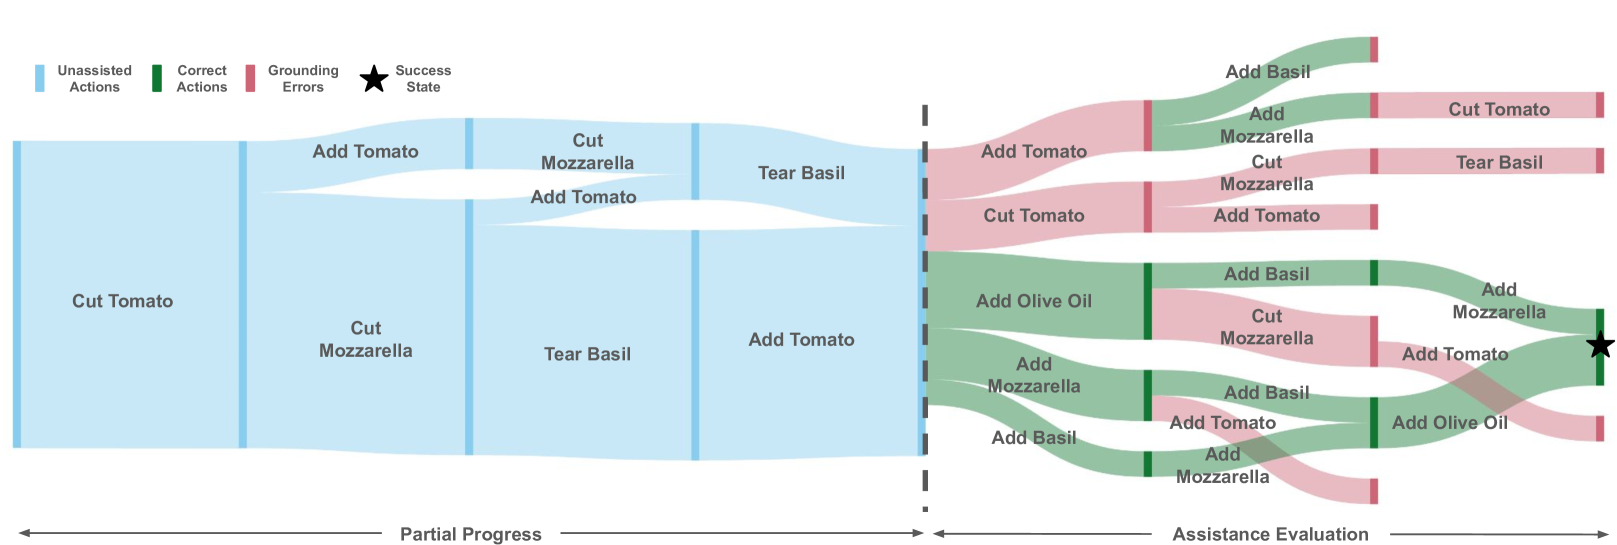 Unassisted
Actions
Correct
Actions
Grounding
Errors
Success
State
Cut Tomato
Add Tomato
Cut
Mozzarella
Cut
Mozzarella
Add Tomato
Tear Basil
Tear Basil
Add Tomato
Add Tomato
Cut Tomato
Add Olive Oil
Add
Mozzarella
Add Basil
Add Basil
Add
Mozzarella
Cut
Mozzarella
Add Tomato
Add Basil
Cut
Mozzarella
Add Basil
Add Tomato
Add
Mozzarella
Cut Tomato
Tear Basil
Add
Mozzarella
Add Tomato
Add Olive Oil
Partial Progress
Assistance Evaluation